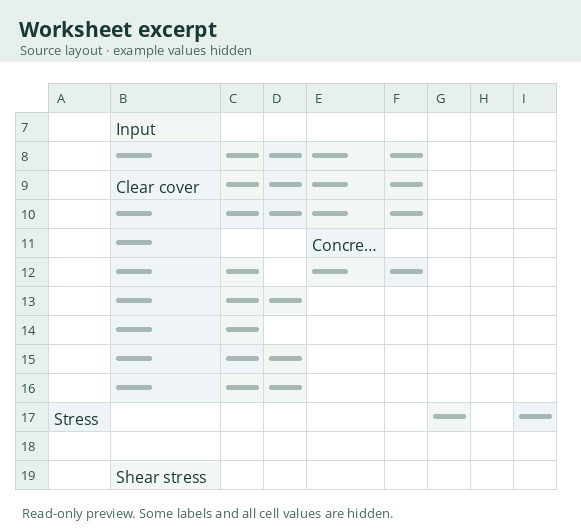 Worksheet excerpt
Source layout · example values hidden
A B C D E F G H I
7 Input
8
9 Clear cover
10
11 Concre...
12
13
14
15
16
17 Stress
18
19 Shear stress
Read-only preview. Some labels and all cell values are hidden.